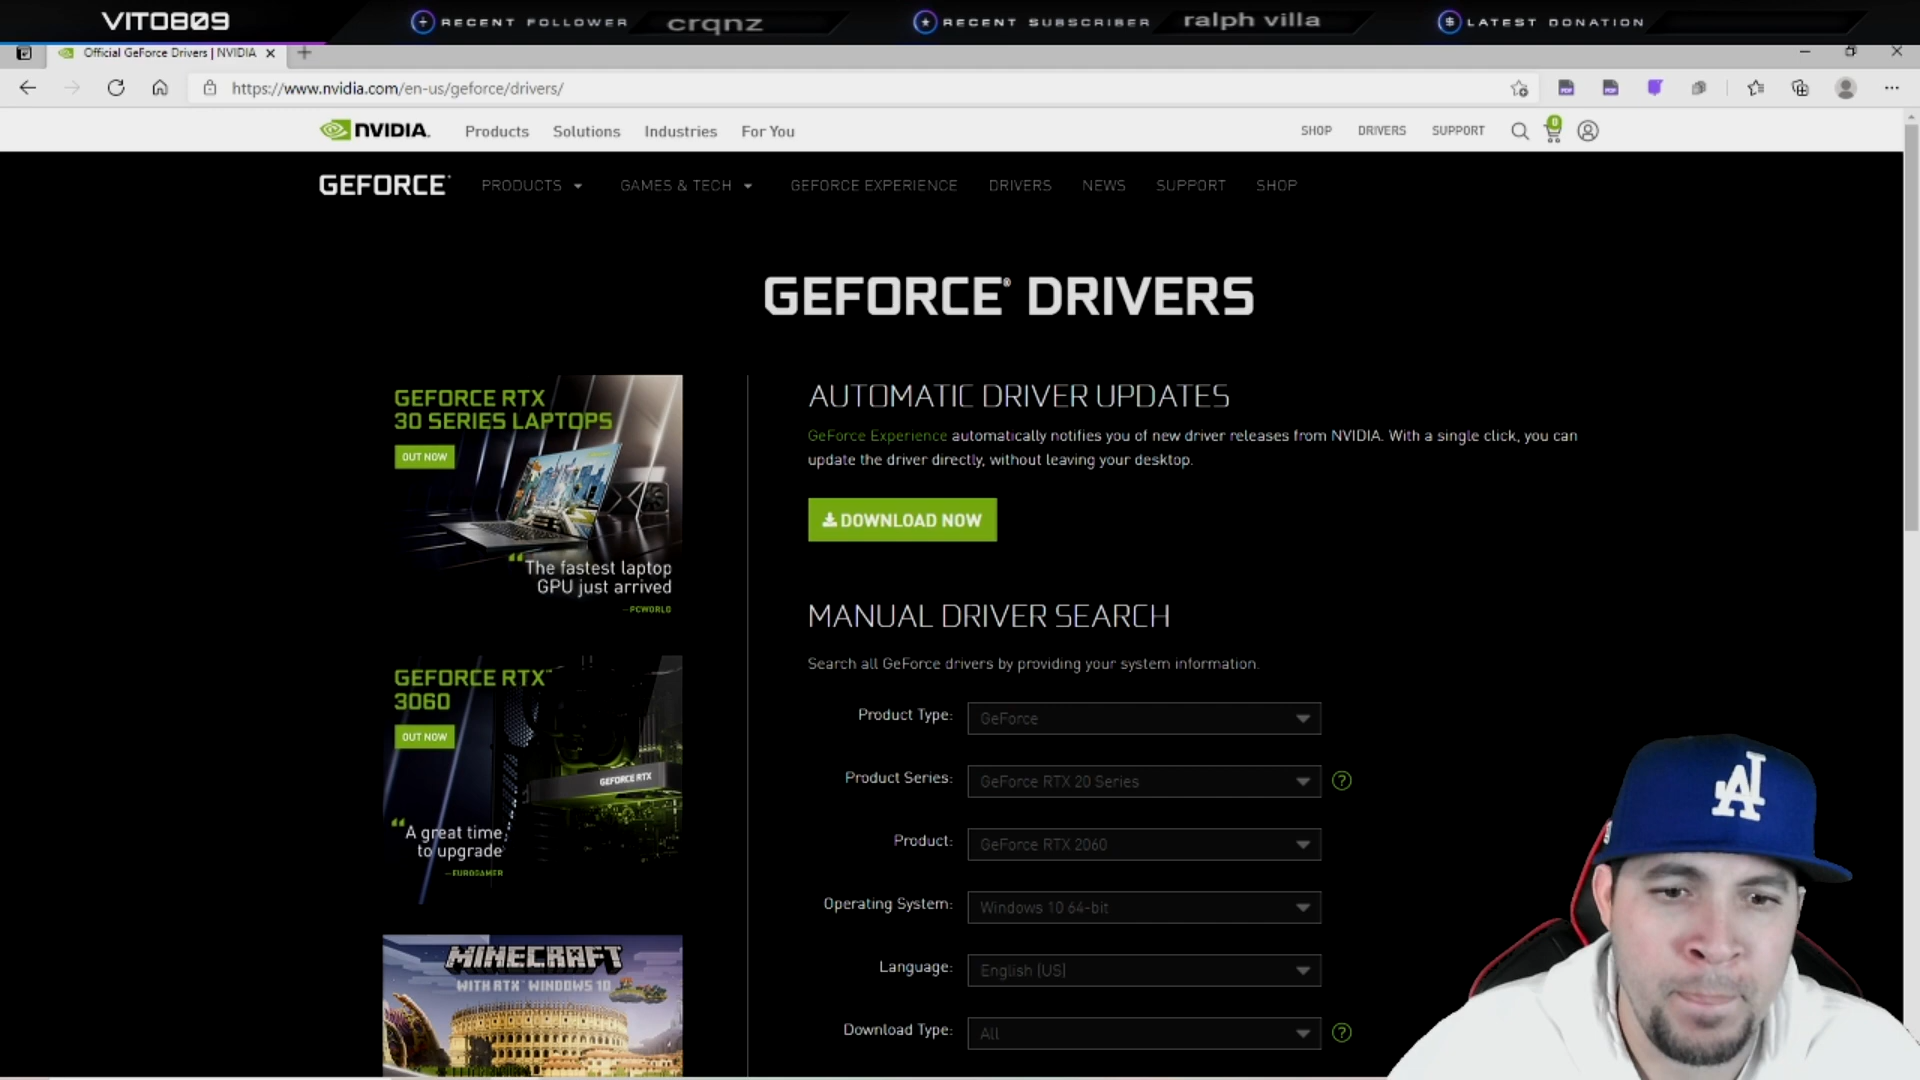 VITO809
RECENT FOLLOWER
crqnz
RECENT SUBSCRIBER
ralph villa
LATEST DONATION
Official GeForce Drivers | NVIDIA
https://www.nvidia.com/en-us/geforce/drivers/
NVIDIA.
Products
Solutions
Industries
For You
SHOP
DRIVERS
SUPPORT
0
GEFORCE
PRODUCTS
GAMES & TECH
GEFORCE EXPERIENCE
DRIVERS
NEWS
SUPPORT
SHOP
GEFORCE® DRIVERS
GEFORCE RTX
30 SERIES LAPTOPS
OUT NOW
“The fastest laptop
GPU just arrived
—PCWORLD
GEFORCE RTX™
3060
OUT NOW
GEFORCE RTX
“A great time
to upgrade
—EUROGAMER
MINECRAFT
WITH RTX™ WINDOWS 10
AUTOMATIC DRIVER UPDATES
GeForce Experience automatically notifies you of new driver releases from NVIDIA. With a single click, you can
update the driver directly, without leaving your desktop.
DOWNLOAD NOW
MANUAL DRIVER SEARCH
Search all GeForce drivers by providing your system information.
Product Type: GeForce
Product Series: GeForce RTX 20 Series ?
Product: GeForce RTX 2060
Operating System: Windows 10 64-bit
Language: English (US)
Download Type: All ?
LA